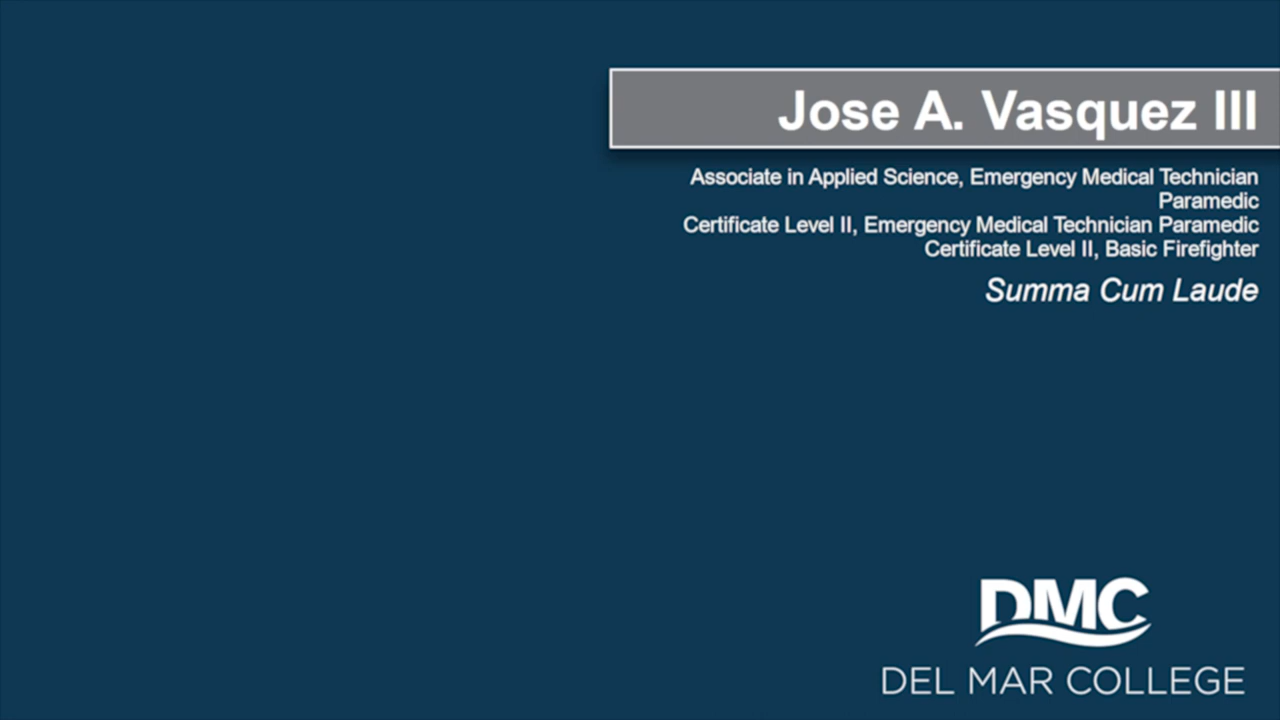 Jose A. Vasquez III
Associate in Applied Science, Emergency Medical Technician
Paramedic
Certificate Level II, Emergency Medical Technician Paramedic
Certificate Level II, Basic Firefighter
Summa Cum Laude
DMC
DEL MAR COLLEGE